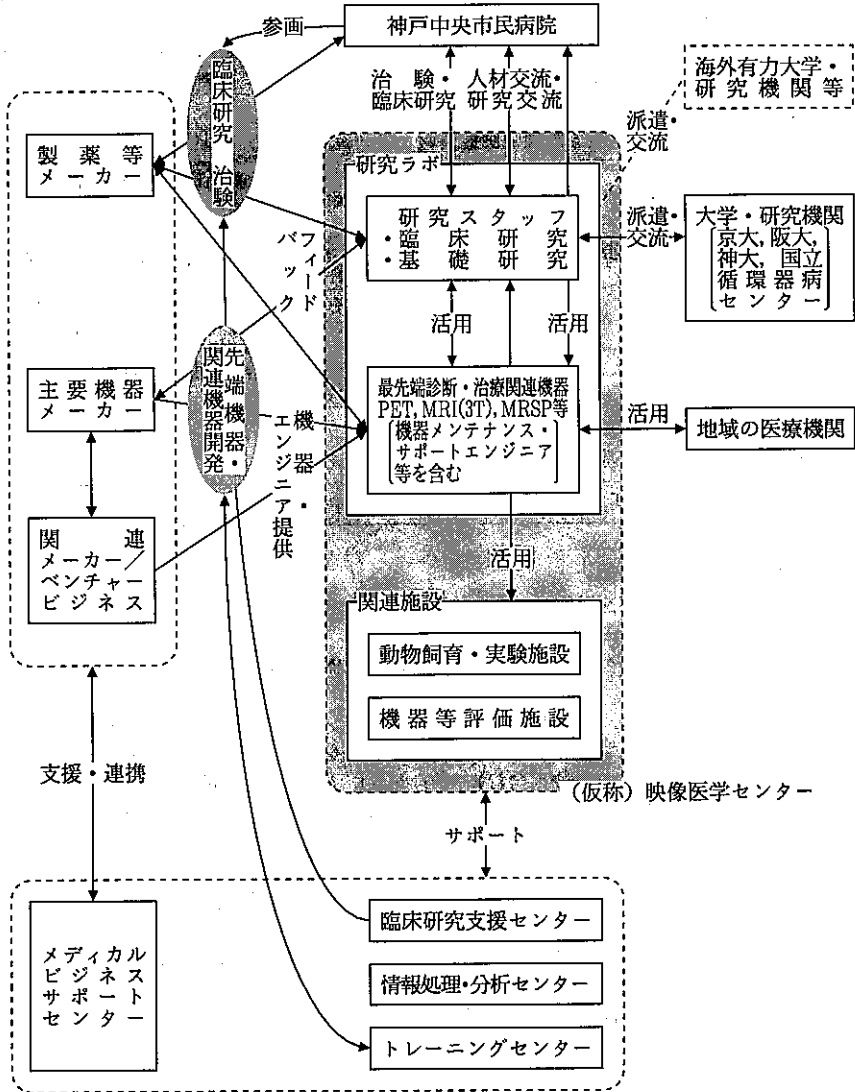 参画
神戸中央市民病院
治験・
臨床研究
人材交流・
研究交流
海外有力大学・
研究機関等
派遣・
交流
臨床研究 治験
製薬等
メーカー
研究ラボ
研究スタッフ
・臨床研究
・基礎研究
派遣・
交流
大学・研究機関
京大,阪大,
神大,国立
循環器病
センター
フィード
バック
活用
活用
先端機器・
関連機器開発
主要機器
メーカー
最先端診断・治療関連機器
PET,MRI(3T),MRSP等
機器メンテナンス・
サポートエンジニア
等を含む
活用
地域の医療機関
機器・
エンジニア提供
関連
メーカー/
ベンチャー
ビジネス
活用
関連施設
動物飼育・実験施設
機器等評価施設
支援・連携
(仮称)映像医学センター
サポート
メディカル
ビジネス
サポート
センター
臨床研究支援センター
情報処理・分析センター
トレーニングセンター